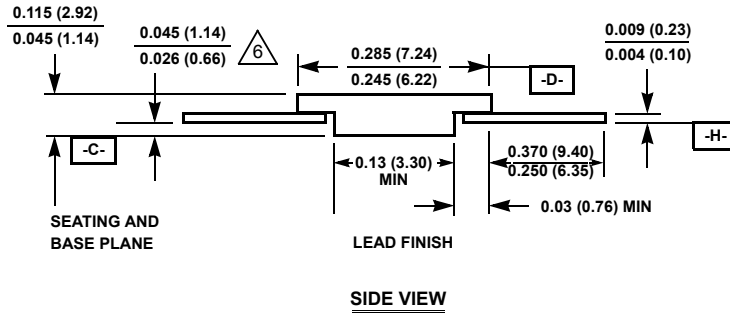 0.115 (2.92)
0.045 (1.14)
0.045 (1.14)
0.026 (0.66)
6
0.285 (7.24)
0.245 (6.22)
0.009 (0.23)
0.004 (0.10)
-D-
-H-
-C-
0.13 (3.30)
MIN
0.370 (9.40)
0.250 (6.35)
0.03 (0.76) MIN
SEATING AND
BASE PLANE
LEAD FINISH
SIDE VIEW